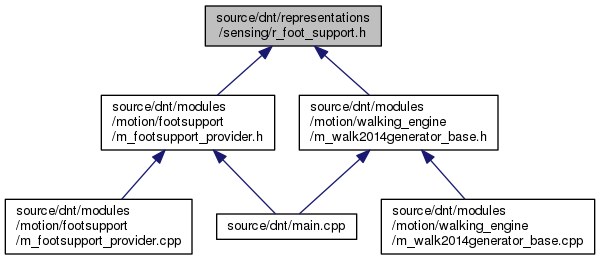 source/dnt/representations
/sensing/r_foot_support.h
source/dnt/modules
/motion/footsupport
/m_footsupport_provider.h
source/dnt/modules
/motion/walking_engine
/m_walk2014generator_base.h
source/dnt/modules
/motion/footsupport
/m_footsupport_provider.cpp
source/dnt/main.cpp
source/dnt/modules
/motion/walking_engine
/m_walk2014generator_base.cpp